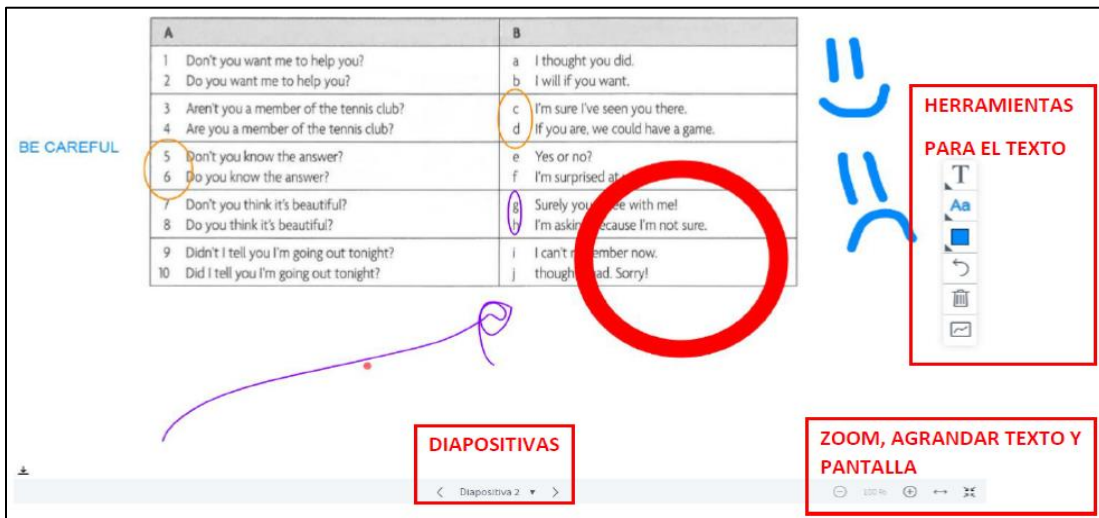 A B
1 Don't you want me to help you? a I thought you did.
2 Do you want me to help you? b I will if you want.
3 Aren't you a member of the tennis club? c I'm sure I've seen you there.
4 Are you a member of the tennis club? d If you are, we could have a game.
BE CAREFUL
5 Don't you know the answer? e Yes or no?
6 Do you know the answer? f I'm surprised at
7 Don't you think it's beautiful? g Surely you with me!
8 Do you think it's beautiful? h I'm because I'm not sure.
9 Didn't I tell you I'm going out tonight? i I can't now.
10 Did I tell you I'm going out tonight? j Sorry!
HERRAMIENTAS
PARA EL TEXTO
T
Aa
DIAPOSITIVAS
Diapositiva 2
ZOOM, AGRANDAR TEXTO Y
PANTALLA
100%